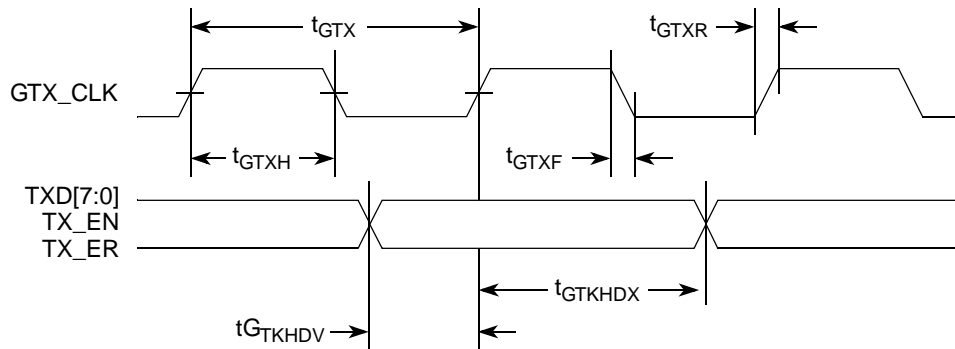 tGTX
tGTXR
GTX_CLK
tGTXH
tGTXF
TXD[7:0]
TX_EN
TX_ER
tGTKHDX
tGTKHDV